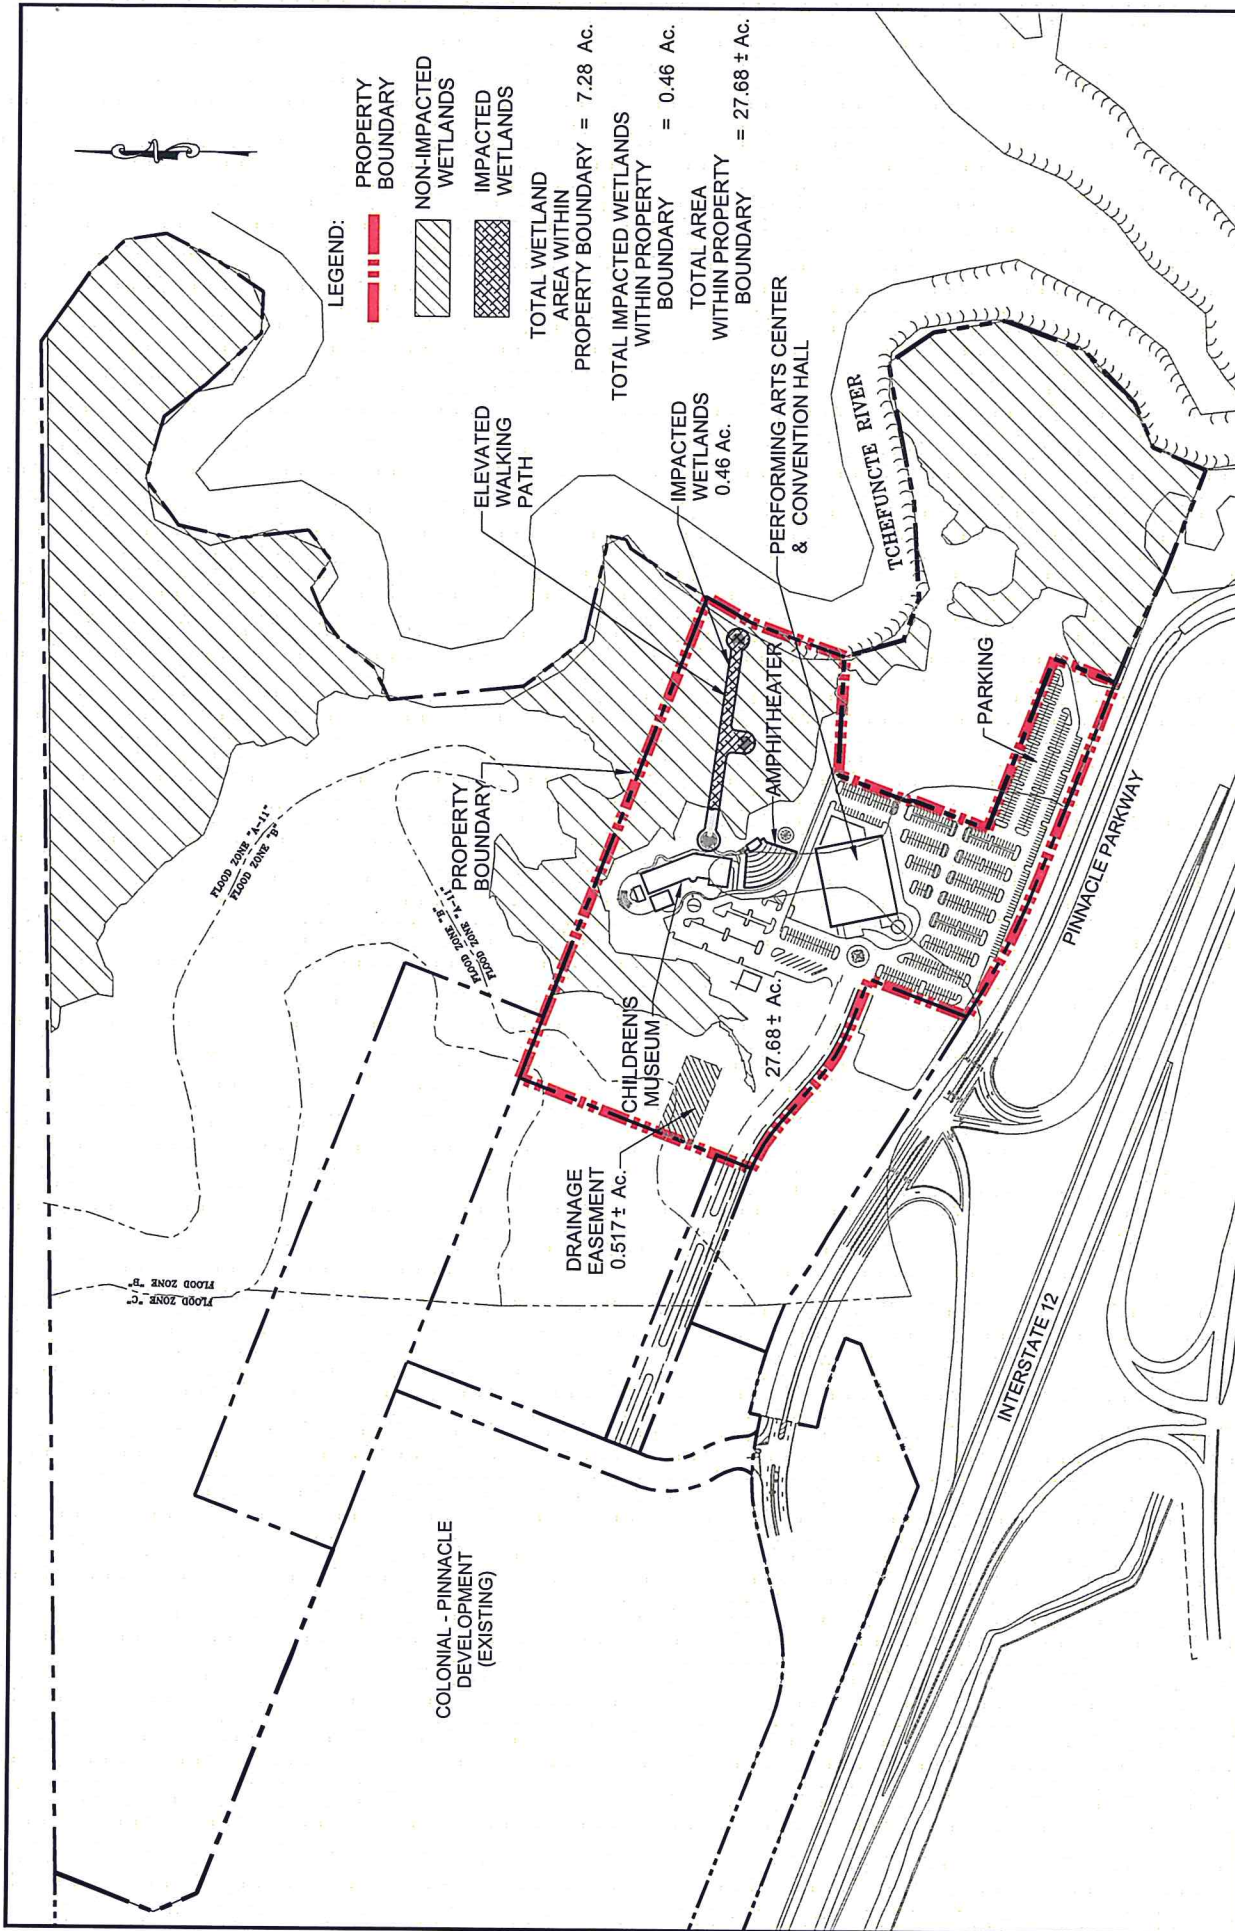 LEGEND:
PROPERTY
BOUNDARY
NON-IMPACTED
WETLANDS
IMPACTED
WETLANDS
TOTAL WETLAND
AREA WITHIN
PROPERTY BOUNDARY = 7.28 Ac.
TOTAL IMPACTED WETLANDS
WITHIN PROPERTY
BOUNDARY = 0.46 Ac.
TOTAL AREA
WITHIN PROPERTY
BOUNDARY = 27.68 ± Ac.
FLOOD ZONE "C"
FLOOD ZONE "B"
FLOOD ZONE "A-11"
FLOOD ZONE "B"
FLOOD ZONE "B"
FLOOD ZONE "A-11"
PROPERTY
BOUNDARY
ELEVATED
WALKING
PATH
IMPACTED
WETLANDS
0.46 Ac.
PERFORMING ARTS CENTER
& CONVENTION HALL
AMPHITHEATER
TCHEFUNCTE RIVER
PARKING
CHILDREN'S
MUSEUM
27.68± Ac.
DRAINAGE
EASEMENT
0.517± Ac.
COLONIAL - PINNACLE
DEVELOPMENT
(EXISTING)
PINNACLE PARKWAY
INTERSTATE 12